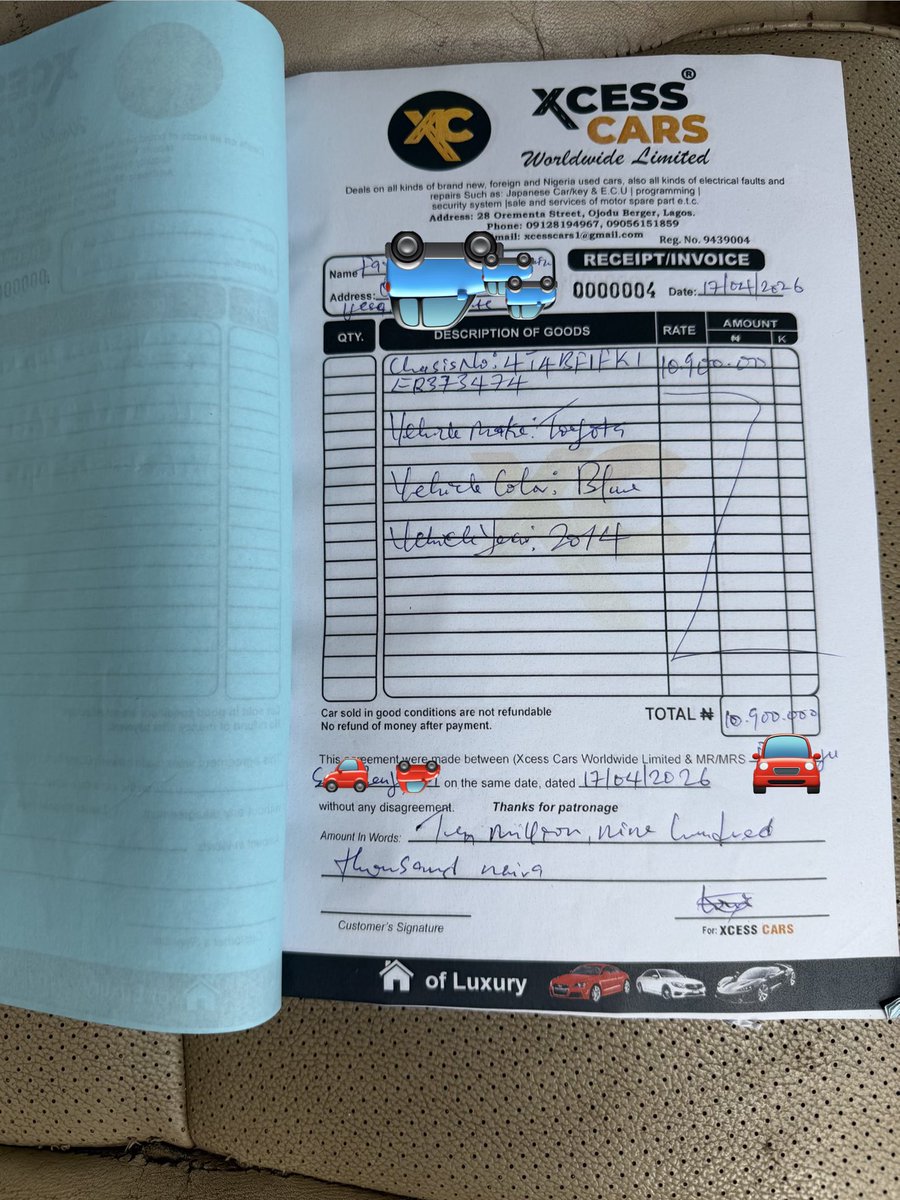 XC
XCESS ®
CARS
Worldwide Limited
Deals on all kinds of brand new, foreign and Nigeria used cars, also all kinds of electrical faults and
repairs Such as: Japanese Car/key & E.C.U | programming |
security system |sale and services of motor spare part e.t.c.
Address: 28 Orementa Street, Ojodu Berger, Lagos.
Phone: 09128194967, 09056151859
mail: xcesscars1@gmail.com Reg. No. 9439004
Name
RECEIPT/INVOICE
Address:
0000004 Date: 17/04/2026
QTY. DESCRIPTION OF GOODS RATE AMOUNT
₦ K
Chasis No: 4T4BF1FK1 10.900.000
ER373474
Vehicle make: Toyota
Vehicle Color: Blue
Vehicle Year: 2014
Car sold in good conditions are not refundable
No refund of money after payment.
TOTAL ₦ 10.900.000
This agreement were made between (Xcess Cars Worldwide Limited & MR/MRS
on the same date, dated 17/04/2026
without any disagreement. Thanks for patronage
Amount In Words: Ten million, nine hundred
thousand naira
Customer's Signature For: XCESS CARS
of Luxury